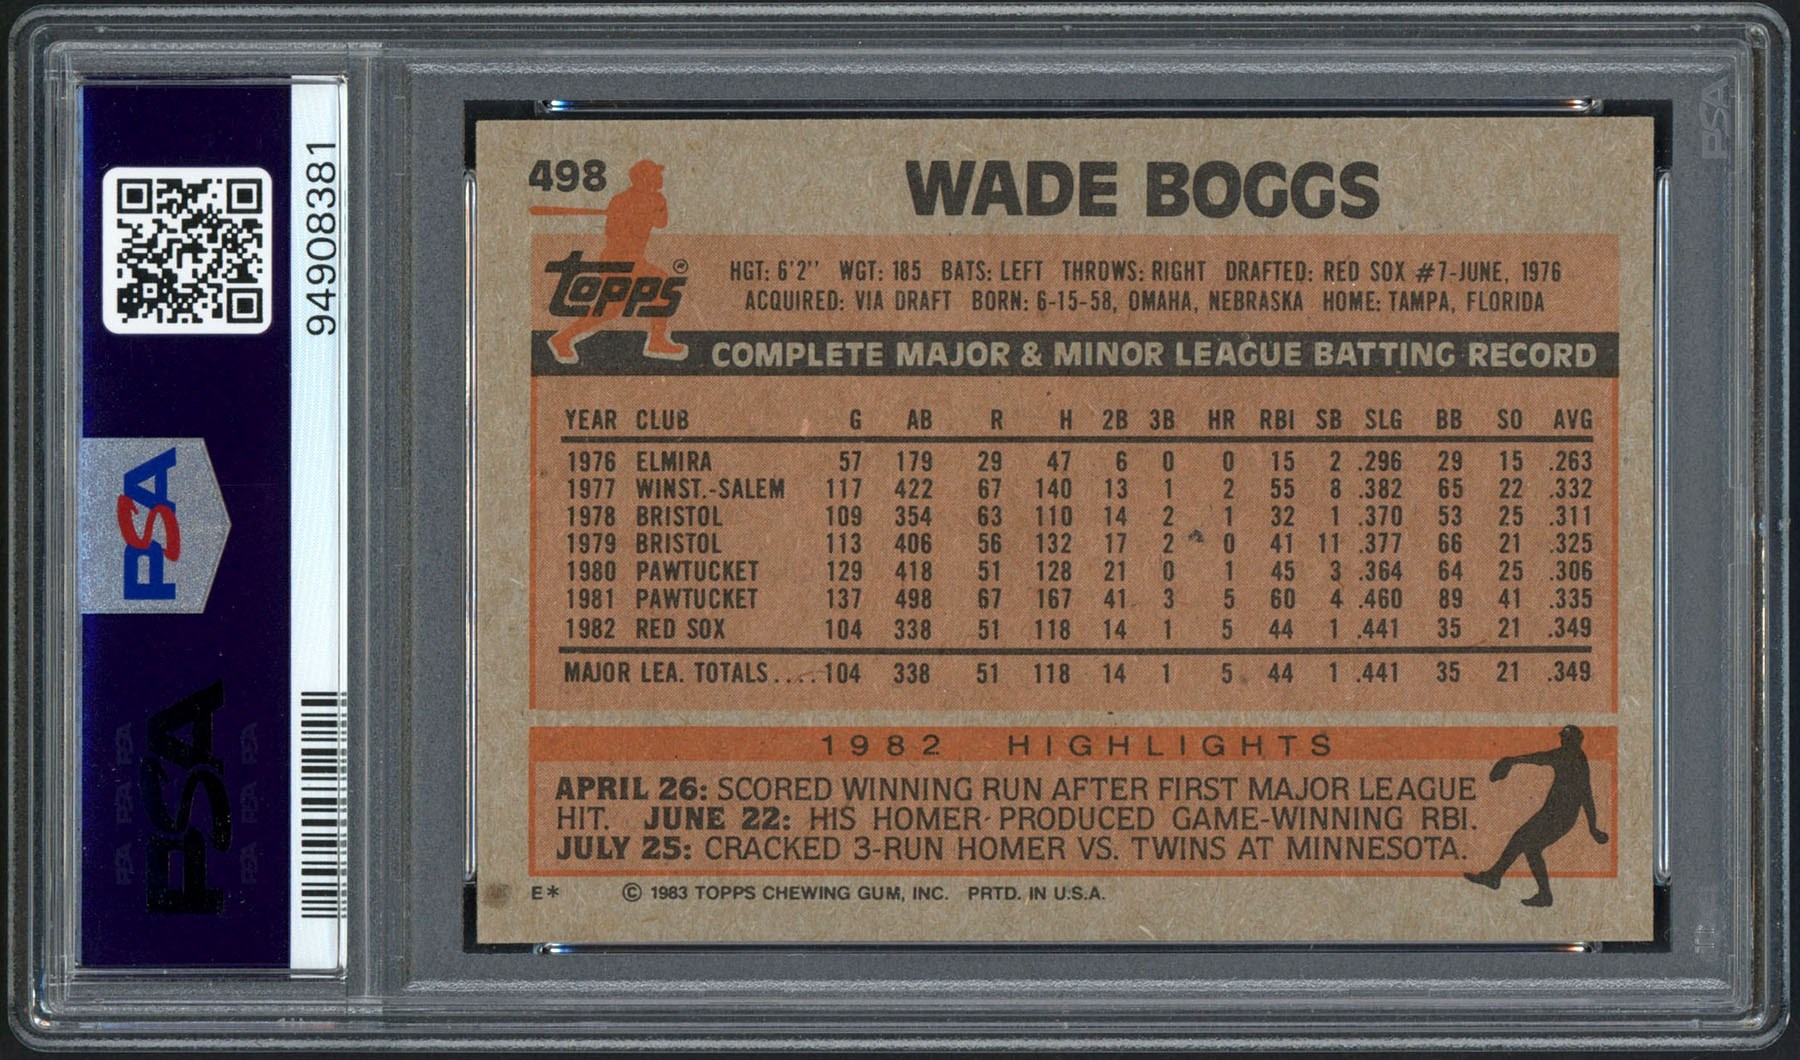 94908381
PSA
PSA
498
WADE BOGGS
Topps®
HGT: 6'2'' WGT: 185 BATS: LEFT THROWS: RIGHT DRAFTED: RED SOX #7-JUNE, 1976
ACQUIRED: VIA DRAFT BORN: 6-15-58, OMAHA, NEBRASKA HOME: TAMPA, FLORIDA
COMPLETE MAJOR & MINOR LEAGUE BATTING RECORD
YEAR CLUB G AB R H 2B 3B HR RBI SB SLG BB SO AVG
1976 ELMIRA 57 179 29 47 6 0 0 15 2 .296 29 15 .263
1977 WINST.-SALEM 117 422 67 140 13 1 2 55 8 .382 65 22 .332
1978 BRISTOL 109 354 63 110 14 2 1 32 1 .370 53 25 .311
1979 BRISTOL 113 406 56 132 17 2 0 41 11 .377 66 21 .325
1980 PAWTUCKET 129 418 51 128 21 0 1 45 3 .364 64 25 .306
1981 PAWTUCKET 137 498 67 167 41 3 5 60 4 .460 89 41 .335
1982 RED SOX 104 338 51 118 14 1 5 44 1 .441 35 21 .349
MAJOR LEA. TOTALS....104 338 51 118 14 1 5 44 1 .441 35 21 .349
1982 HIGHLIGHTS
APRIL 26: SCORED WINNING RUN AFTER FIRST MAJOR LEAGUE
HIT. JUNE 22: HIS HOMER PRODUCED GAME-WINNING RBI.
JULY 25: CRACKED 3-RUN HOMER VS. TWINS AT MINNESOTA.
E* © 1983 TOPPS CHEWING GUM, INC. PRTD. IN U.S.A.
PSA